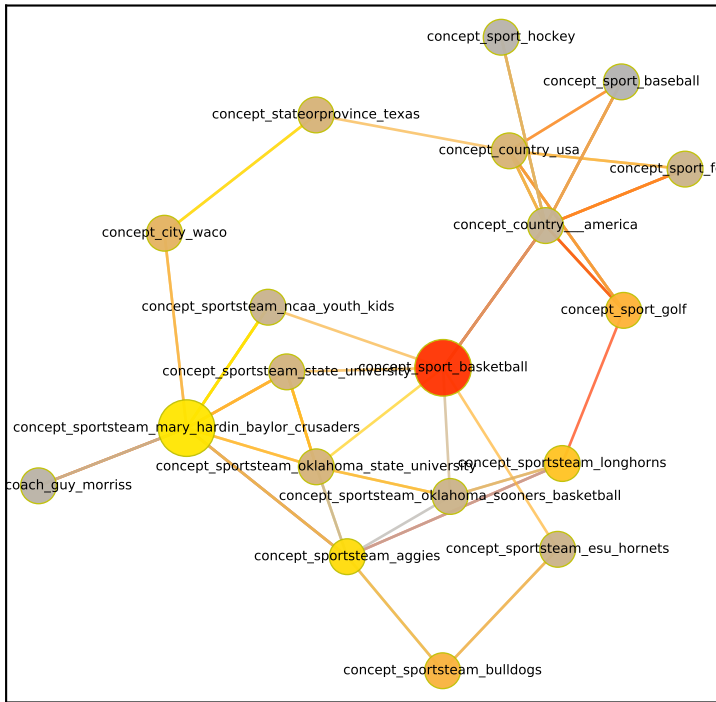 concept_sport_hockey
concept_sport_baseball
concept_stateorprovince_texas
concept_country_usa
concept_sport_f
concept_country___america
concept_city_waco
concept_sportsteam_ncaa_youth_kids
concept_sport_golf
concept_sportsteam_state_university
concept_sport_basketball
concept_sportsteam_mary_hardin_baylor_crusaders
concept_sportsteam_oklahoma_state_university
concept_sportsteam_longhorns
coach_guy_morriss
concept_sportsteam_oklahoma_sooners_basketball
concept_sportsteam_aggies
concept_sportsteam_esu_hornets
concept_sportsteam_bulldogs